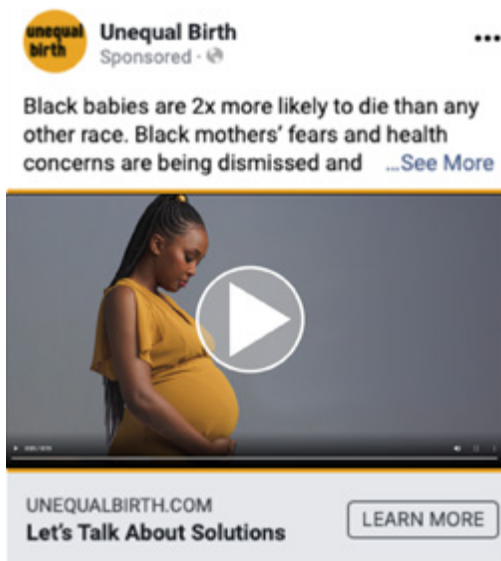 unequal
birth
Unequal Birth
Sponsored ·
Black babies are 2x more likely to die than any
other race. Black mothers' fears and health
concerns are being dismissed and ...See More
UNEQUALBIRTH.COM
Let's Talk About Solutions
LEARN MORE